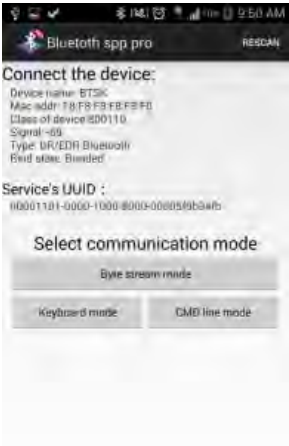 9:50 AM
Bluetoth spp pro
RESCAN
Connect the device:
Device name: BTSK
Mac addr: F8:F8:F8:F8:F8:F0
Class of device:800110
Signal: -69
Type: DR/EDR Bluetooth
Bind state: Bonded
Service's UUID :
00001101-0000-1000-8000-00805f9b34fb
Select communication mode
Byte stream mode
Keyboard mode
CMD line mode